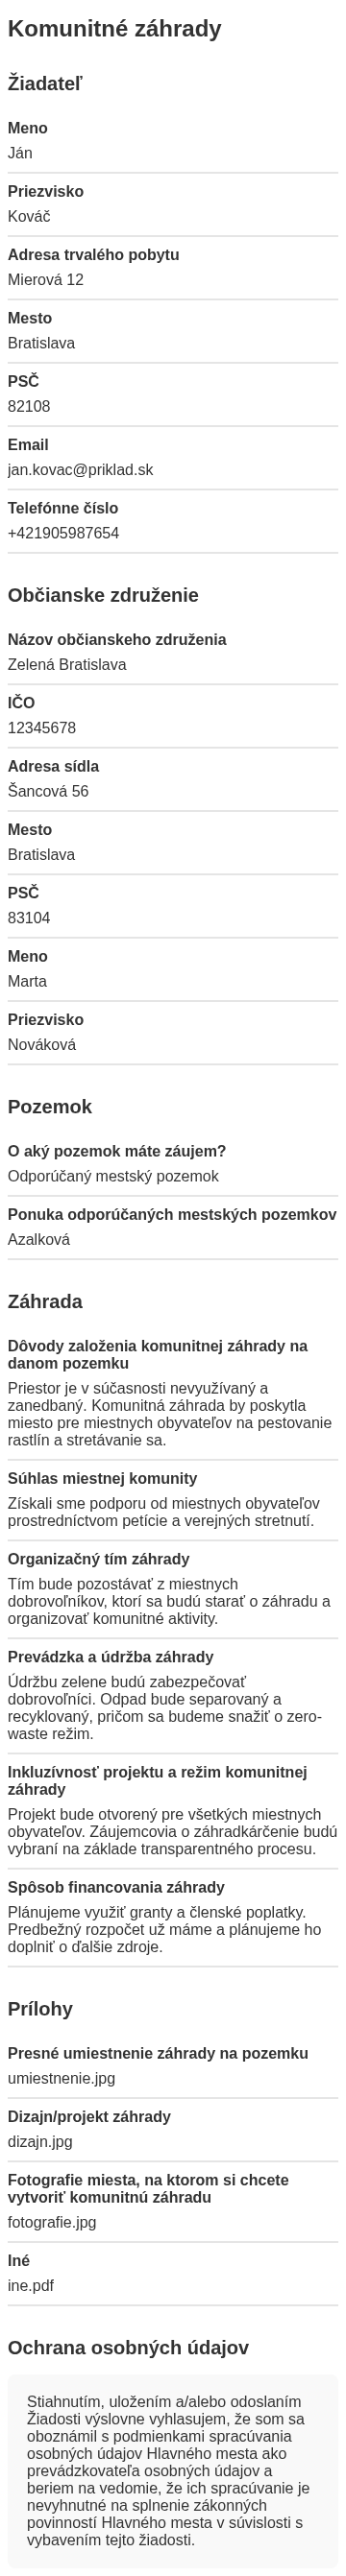 Komunitné záhrady
Žiadateľ
Meno
Ján
Priezvisko
Kováč
Adresa trvalého pobytu
Mierová 12
Mesto
Bratislava
PSČ
82108
Email
jan.kovac@priklad.sk
Telefónne číslo
+421905987654
Občianske združenie
Názov občianskeho združenia
Zelená Bratislava
IČO
12345678
Adresa sídla
Šancová 56
Mesto
Bratislava
PSČ
83104
Meno
Marta
Priezvisko
Nováková
Pozemok
O aký pozemok máte záujem?
Odporúčaný mestský pozemok
Ponuka odporúčaných mestských pozemkov
Azalková
Záhrada
Dôvody založenia komunitnej záhrady na
danom pozemku
Priestor je v súčasnosti nevyužívaný a
zanedbaný. Komunitná záhrada by poskytla
miesto pre miestnych obyvateľov na pestovanie
rastlín a stretávanie sa.
Súhlas miestnej komunity
Získali sme podporu od miestnych obyvateľov
prostredníctvom petície a verejných stretnutí.
Organizačný tím záhrady
Tím bude pozostávať z miestnych
dobrovoľníkov, ktorí sa budú starať o záhradu a
organizovať komunitné aktivity.
Prevádzka a údržba záhrady
Údržbu zelene budú zabezpečovať
dobrovoľníci. Odpad bude separovaný a
recyklovaný, pričom sa budeme snažiť o zero-
waste režim.
Inkluzívnosť projektu a režim komunitnej
záhrady
Projekt bude otvorený pre všetkých miestnych
obyvateľov. Záujemcovia o záhradkárčenie budú
vybraní na základe transparentného procesu.
Spôsob financovania záhrady
Plánujeme využiť granty a členské poplatky.
Predbežný rozpočet už máme a plánujeme ho
doplniť o ďalšie zdroje.
Prílohy
Presné umiestnenie záhrady na pozemku
umiestnenie.jpg
Dizajn/projekt záhrady
dizajn.jpg
Fotografie miesta, na ktorom si chcete
vytvoriť komunitnú záhradu
fotografie.jpg
Iné
ine.pdf
Ochrana osobných údajov
Stiahnutím, uložením a/alebo odoslaním
Žiadosti výslovne vyhlasujem, že som sa
oboznámil s podmienkami spracúvania
osobných údajov Hlavného mesta ako
prevádzkovateľa osobných údajov a
beriem na vedomie, že ich spracúvanie je
nevyhnutné na splnenie zákonných
povinností Hlavného mesta v súvislosti s
vybavením tejto žiadosti.